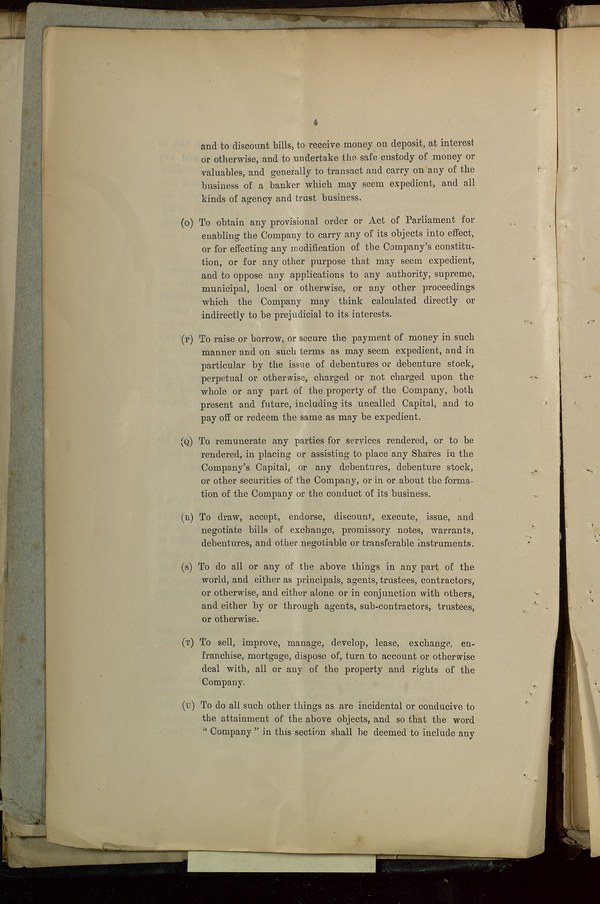 4
and to discount bills, to receive money on deposit, at interest
or otherwise, and to undertake the safe custody of money or
valuables, and generally to transact and carry on any of the
business of a banker which may seem expedient, and all
kinds of agency and trust business.
(O) To obtain any provisional order or Act of Parliament for
enabling the Company to carry any of its objects into effect,
or for effecting any modification of the Company's constitu-
tion, or for any other purpose that may seem expedient,
and to oppose any applications to any authority, supreme,
municipal, local or otherwise, or any other proceedings
which the Company may think calculated directly or
indirectly to be prejudicial to its interests.
(P) To raise or borrow, or secure the payment of money in such
manner and on such terms as may seem expedient, and in
particular by the issue of debentures or debenture stock,
perpetual or otherwise, charged or not charged upon the
whole or any part of the property of the Company, both
present and future, including its uncalled Capital, and to
pay off or redeem the same as may be expedient.
(Q) To remunerate any parties for services rendered, or to be
rendered, in placing or assisting to place any Shares in the
Company's Capital, or any debentures, debenture stock,
or other securities of the Company, or in or about the forma-
tion of the Company or the conduct of its business.
(R) To draw, accept, endorse, discount, execute, issue, and
negotiate bills of exchange, promissory notes, warrants,
debentures, and other negotiable or transferable instruments.
(S) To do all or any of the above things in any part of the
world, and either as principals, agents, trustees, contractors,
or otherwise, and either alone or in conjunction with others,
and either by or through agents, sub-contractors, trustees,
or otherwise.
(T) To sell, improve, manage, develop, lease, exchange, en-
franchise, mortgage, dispose of, turn to account or otherwise
deal with, all or any of the property and rights of the
Company.
(U) To do all such other things as are incidental or conducive to
the attainment of the above objects, and so that the word
"Company" in this section shall be deemed to include any